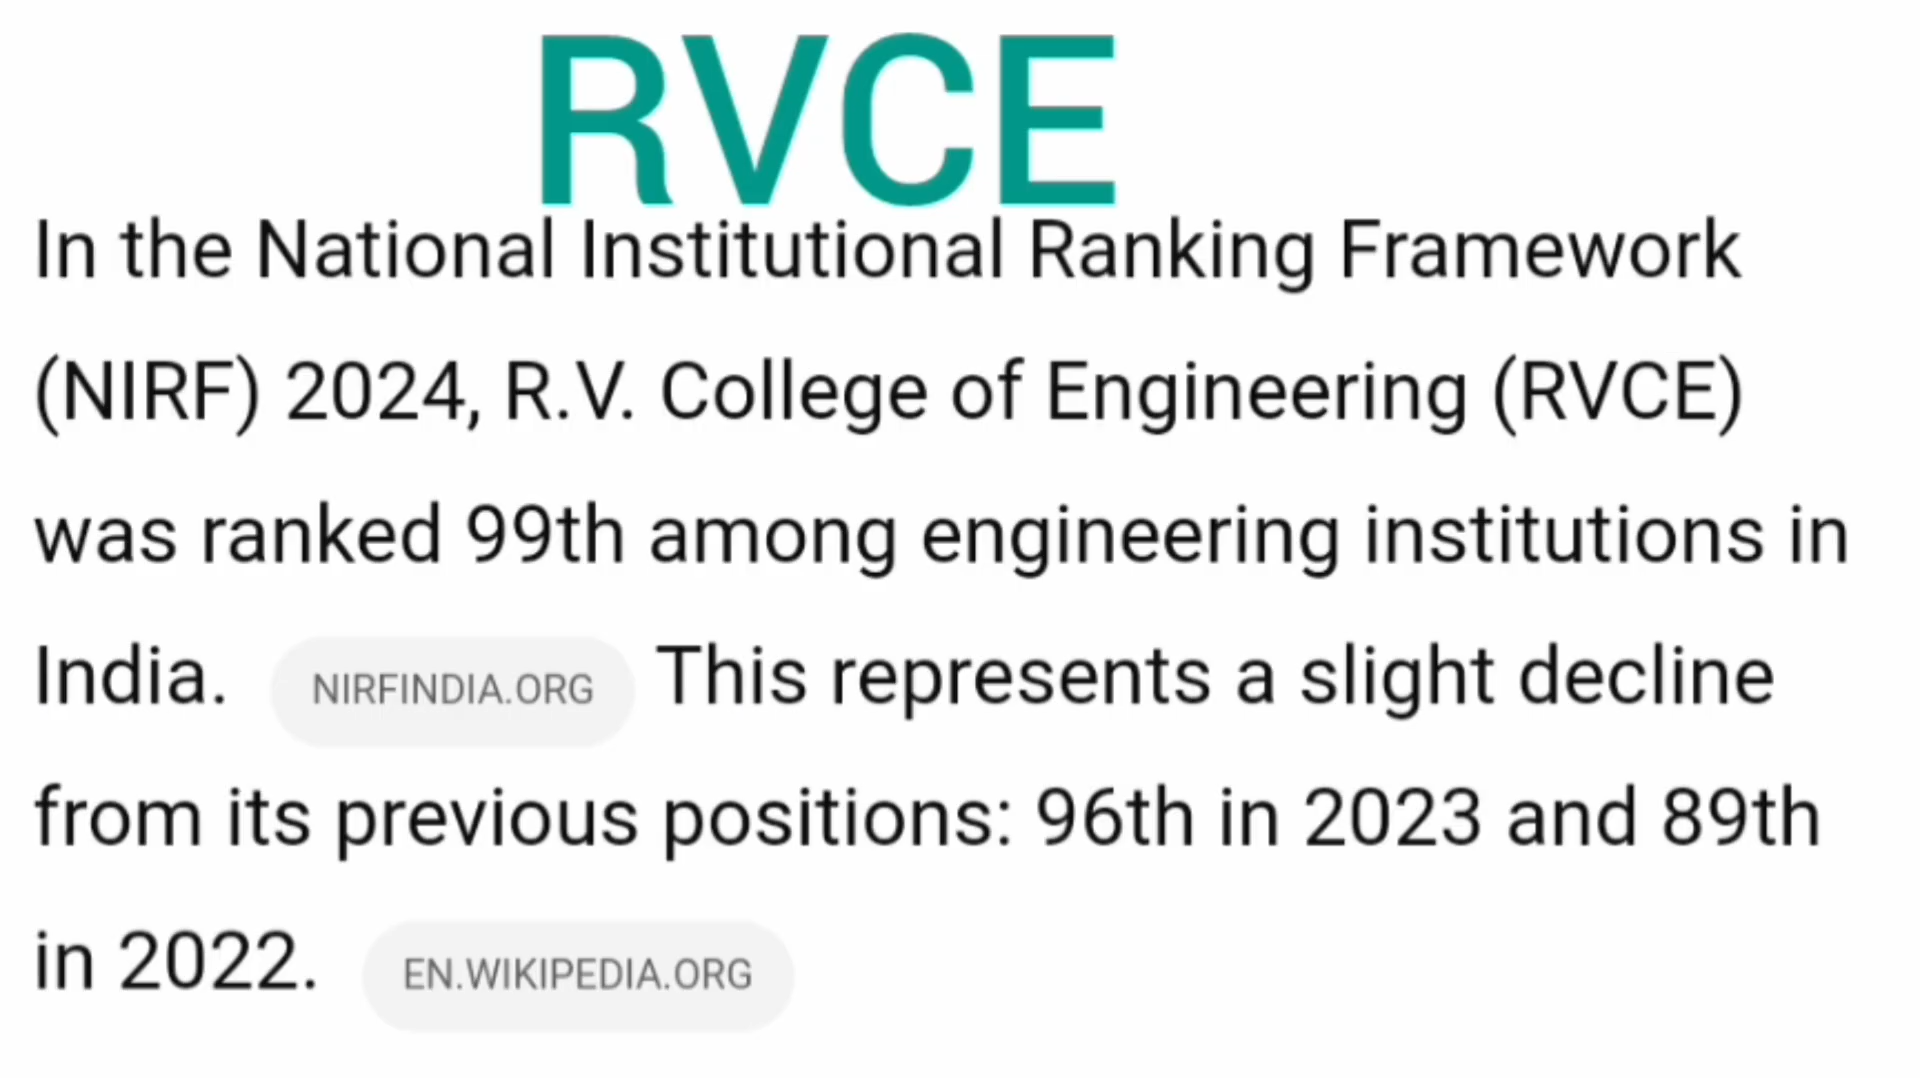 RVCE
In the National Institutional Ranking Framework
(NIRF) 2024, R.V. College of Engineering (RVCE)
was ranked 99th among engineering institutions in
India. NIRFINDIA.ORG This represents a slight decline
from its previous positions: 96th in 2023 and 89th
in 2022. EN.WIKIPEDIA.ORG